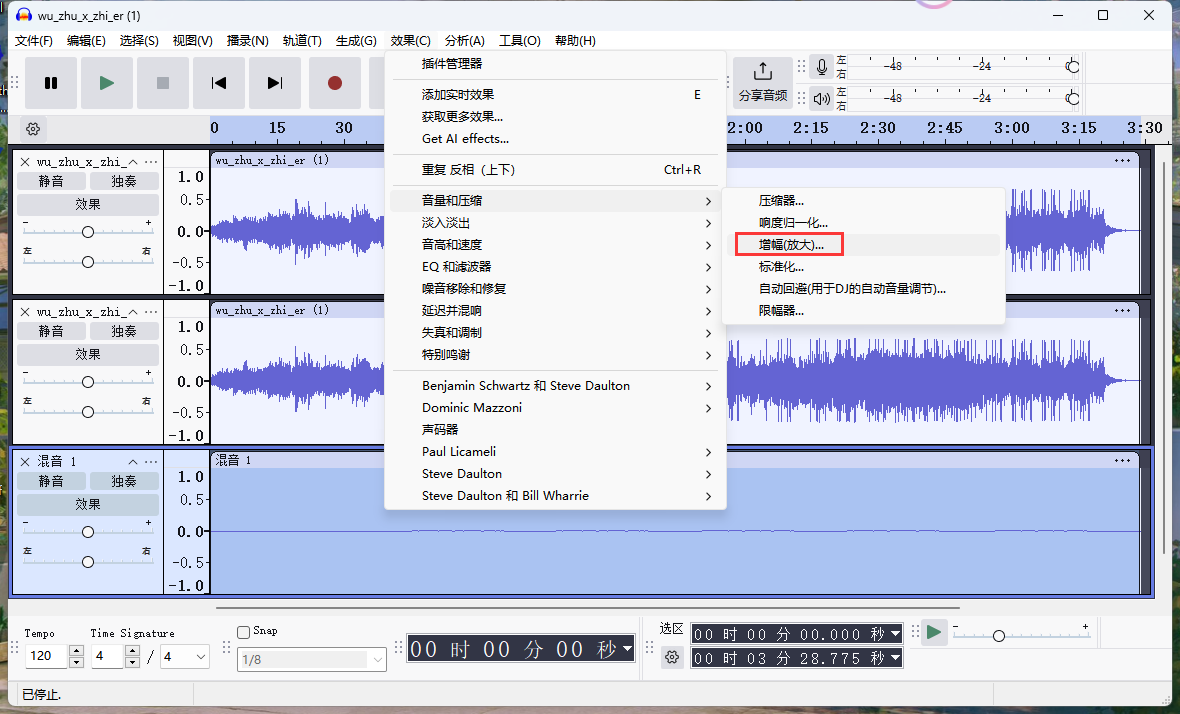 wu_zhu_x_zhi_er (1)
文件(F) 编辑(E) 选择(S) 视图(V) 播录(N) 轨道(T) 生成(G) 效果(C) 分析(A) 工具(O) 帮助(H)
分享音频
左 右 -48 -24 0
左 右 -48 -24 0
0 15 30 2:00 2:15 2:30 2:45 3:00 3:15 3:30
插件管理器
添加实时效果 E
获取更多效果...
Get AI effects...
重复 反相（上下） Ctrl+R
音量和压缩
淡入淡出
音高和速度
EQ 和滤波器
噪音移除和修复
延迟并混响
失真和调制
特别鸣谢
Benjamin Schwartz 和 Steve Daulton
Dominic Mazzoni
声码器
Paul Licameli
Steve Daulton
Steve Daulton 和 Bill Wharrie
压缩器...
响度归一化...
增幅(放大)...
标准化...
自动回避(用于DJ的自动音量调节)...
限幅器...
wu_zhu_x_zhi_ ...
静音 独奏
效果
- +
左 右
1.0
0.5
0.0
-0.5
-1.0
wu_zhu_x_zhi_er (1)
wu_zhu_x_zhi_ ...
静音 独奏
效果
- +
左 右
1.0
0.5
0.0
-0.5
-1.0
wu_zhu_x_zhi_er (1)
混音 1 ...
静音 独奏
效果
- +
左 右
1.0
0.5
0.0
-0.5
-1.0
混音 1
Tempo
120
Time Signature
4 / 4
Snap
1/8
00 时 00 分 00 秒
选区
00 时 00 分 00.000 秒
00 时 03 分 28.775 秒
- +
已停止.